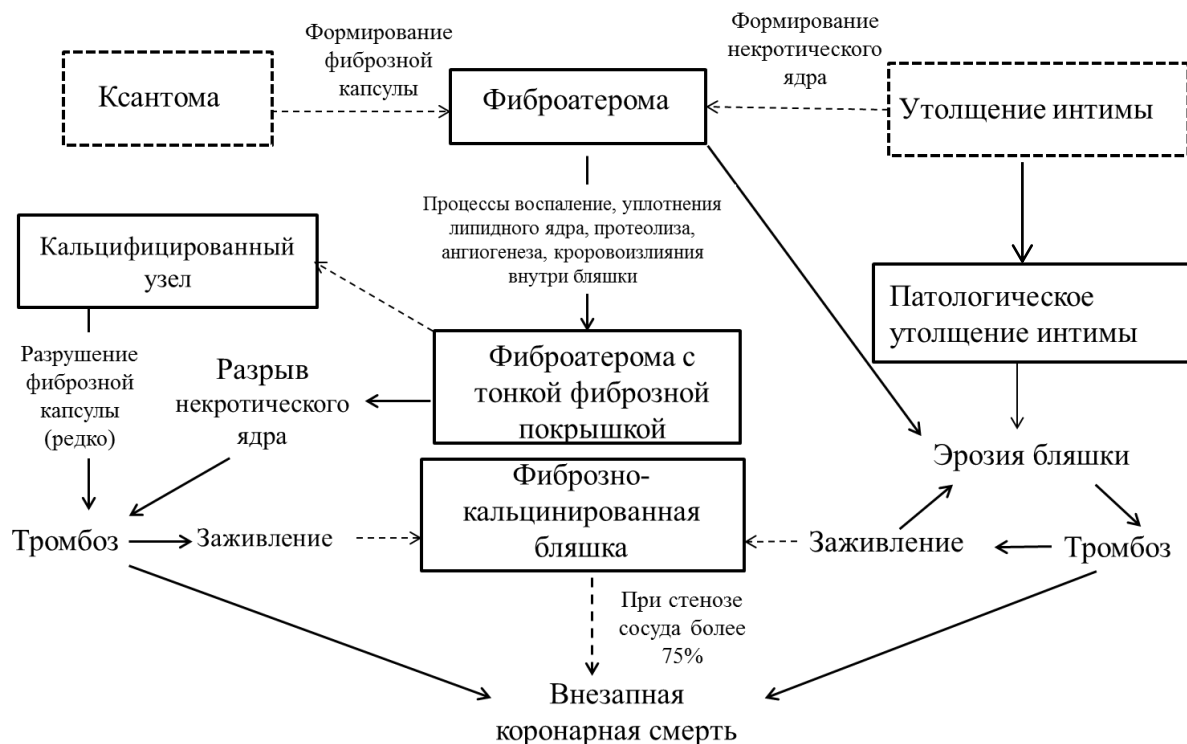 Формирование
фиброзной
капсулы
Формирование
некротического
ядра
Ксантома
Фиброатерома
Утолщение интимы
Процессы воспаление, уплотнения
липидного ядра, протеолиза,
ангиогенеза, кроровоизлияния
внутри бляшки
Кальцифицированный
узел
Патологическое
утолщение интимы
Разрушение
фиброзной
капсулы
(редко)
Разрыв
некротического
ядра
Фиброатерома с
тонкой фиброзной
покрышкой
Эрозия бляшки
Фиброзно-
кальцинированная
бляшка
Тромбоз
Заживление
Заживление
Тромбоз
При стенозе
сосуда более
75%
Внезапная
коронарная смерть